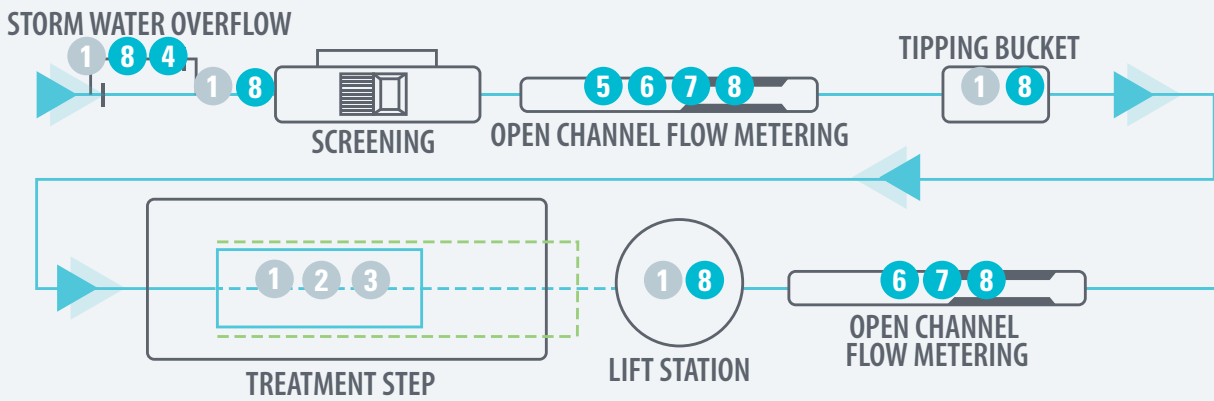 STORM WATER OVERFLOW
1 8 4
1 8
SCREENING
5 6 7 8
OPEN CHANNEL FLOW METERING
TIPPING BUCKET
1 8
1 2 3
TREATMENT STEP
1 8
LIFT STATION
6 7 8
OPEN CHANNEL
FLOW METERING